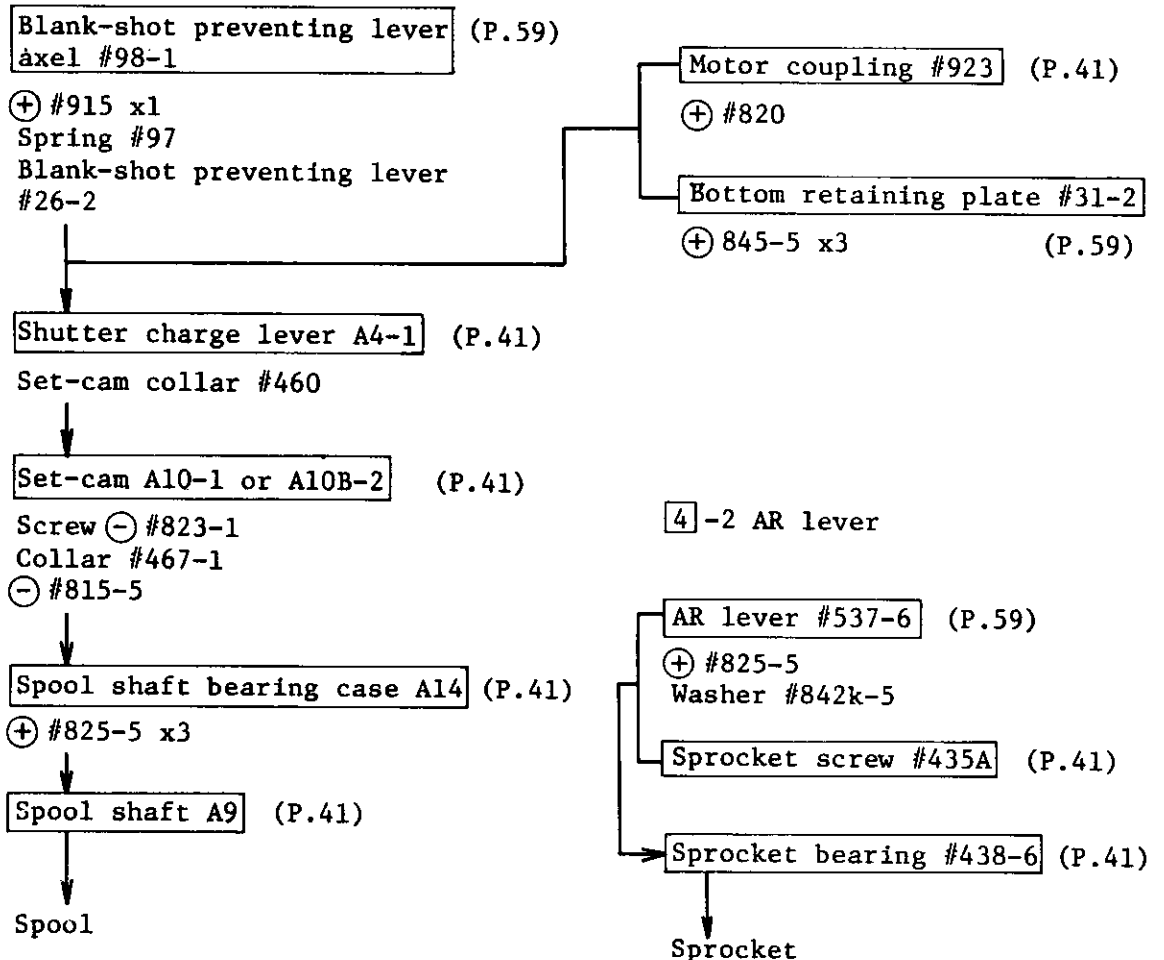 Blank-shot preventing lever (P.59)
axel #98-1
⊕ #915 x1
Spring #97
Blank-shot preventing lever
#26-2
Motor coupling #923 (P.41)
⊕ #820
Bottom retaining plate #31-2
⊕ 845-5 x3 (P.59)
Shutter charge lever A4-1 (P.41)
Set-cam collar #460
Set-cam A10-1 or A10B-2 (P.41)
Screw ⊖ #823-1
Collar #467-1
⊖ #815-5
Spool shaft bearing case A14 (P.41)
⊕ #825-5 x3
Spool shaft A9 (P.41)
Spool
4 -2 AR lever
AR lever #537-6 (P.59)
⊕ #825-5
Washer #842k-5
Sprocket screw #435A (P.41)
Sprocket bearing #438-6 (P.41)
Sprocket